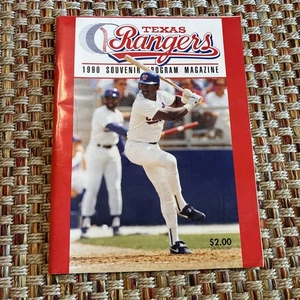 TEXAS
Rangers
1990 SOUVENIR PROGRAM MAGAZINE
$2.00